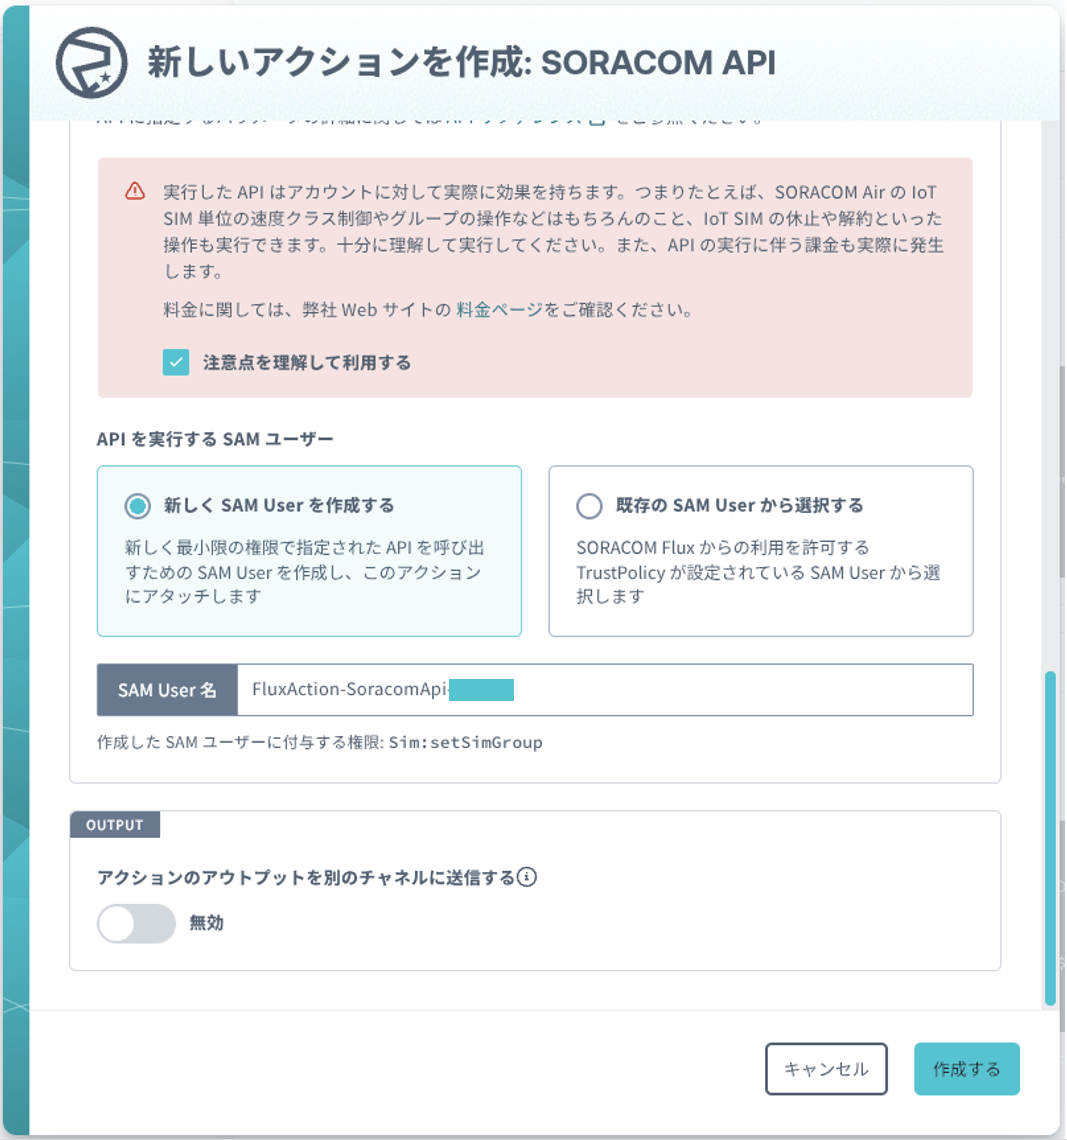 新しいアクションを作成: SORACOM API
実行した API はアカウントに対して実際に効果を持ちます。つまりたとえば、SORACOM Air の IoT
SIM 単位の速度クラス制御やグループの操作などはもちろんのこと、IoT SIM の休止や解約といった
操作も実行できます。十分に理解して実行してください。また、API の実行に伴う課金も実際に発生
します。
料金に関しては、弊社 Web サイトの 料金ページをご確認ください。
注意点を理解して利用する
API を実行する SAM ユーザー
新しく SAM User を作成する
新しく最小限の権限で指定された API を呼び出
すための SAM User を作成し、このアクション
にアタッチします
既存の SAM User から選択する
SORACOM Flux からの利用を許可する
TrustPolicy が設定されている SAM User から選
択します
SAM User 名
FluxAction-SoracomApi-
作成した SAM ユーザーに付与する権限: Sim:setSimGroup
OUTPUT
アクションのアウトプットを別のチャネルに送信する
無効
キャンセル
作成する